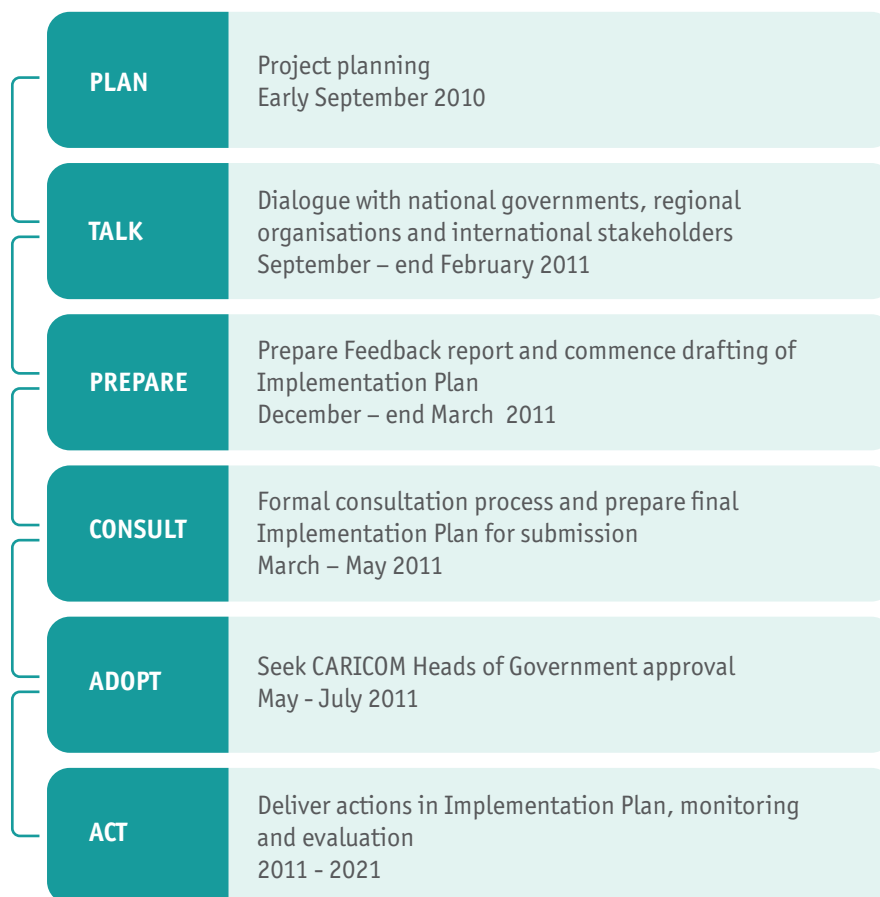 PLAN
Project planning
Early September 2010
TALK
Dialogue with national governments, regional
organisations and international stakeholders
September – end February 2011
PREPARE
Prepare Feedback report and commence drafting of
Implementation Plan
December – end March  2011
CONSULT
Formal consultation process and prepare final
Implementation Plan for submission
March – May 2011
ADOPT
Seek CARICOM Heads of Government approval
May - July 2011
ACT
Deliver actions in Implementation Plan, monitoring
and evaluation
2011 - 2021